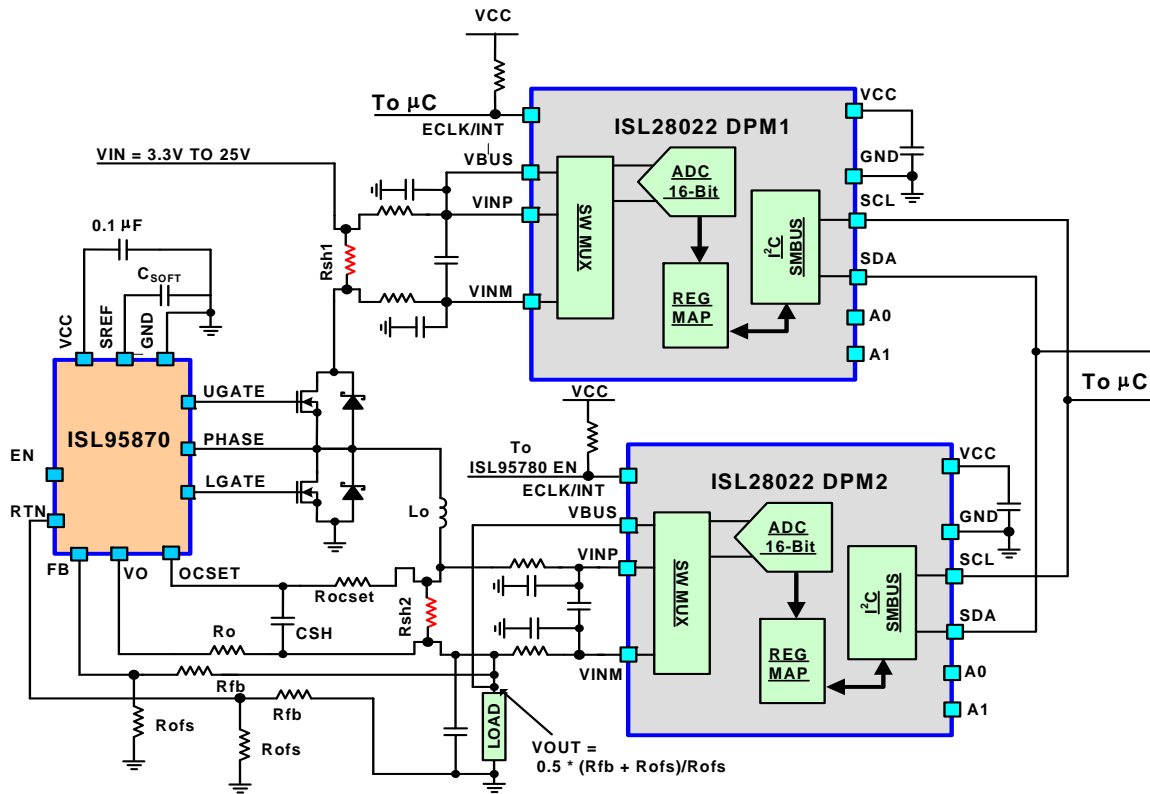 VCC
To µC
ECLK/INT
VIN = 3.3V TO 25V
VBUS
VINP
VINM
Rsh1
ISL28022 DPM1
SW MUX
ADC
16-Bit
REG
MAP
I²C
SMBUS
VCC
GND
SCL
SDA
A0
A1
0.1 µF
CSOFT
VCC
SREF
GND
ISL95870
EN
RTN
FB
VO
OCSET
UGATE
PHASE
LGATE
Lo
Rocset
CSH
Ro
Rsh2
Rfb
Rfb
Rofs
Rofs
LOAD
VOUT =
0.5 * (Rfb + Rofs)/Rofs
VCC
To
ISL95780 EN
ECLK/INT
VBUS
VINP
VINM
ISL28022 DPM2
SW MUX
ADC
16-Bit
REG
MAP
I²C
SMBUS
VCC
GND
SCL
SDA
A0
A1
To µC